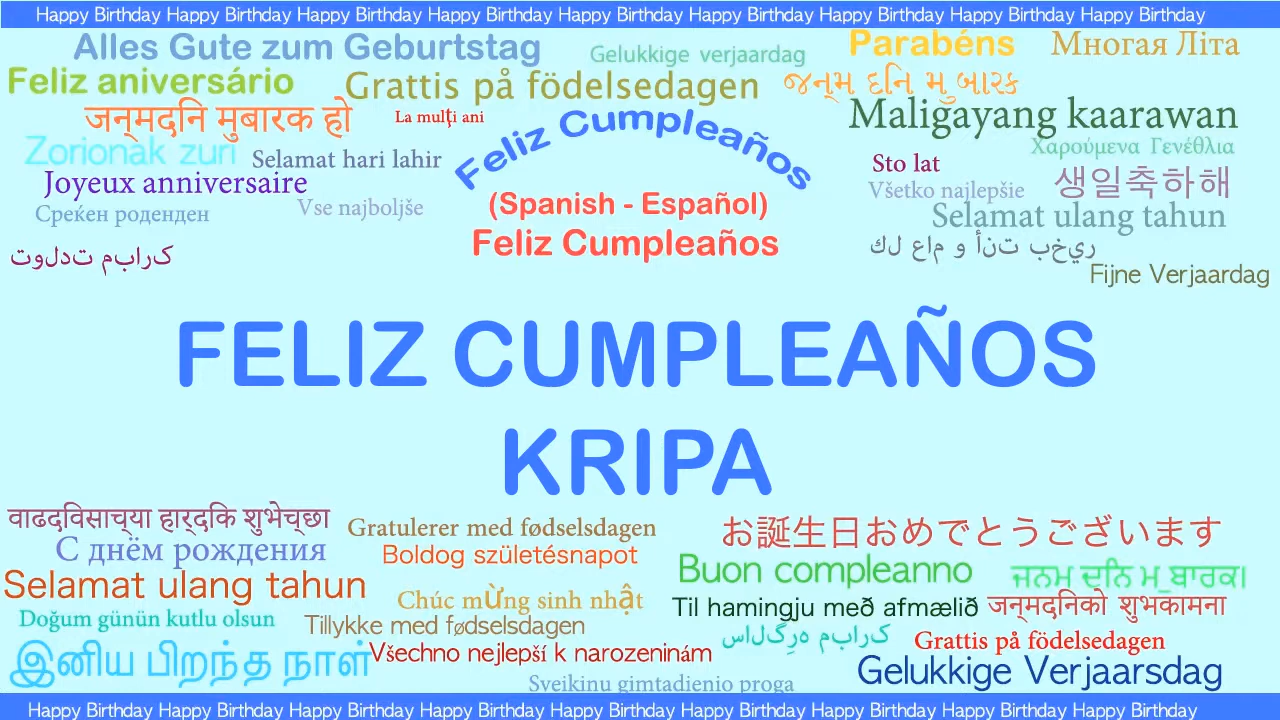 Happy Birthday Happy Birthday Happy Birthday Happy Birthday Happy Birthday Happy Birthday Happy Birthday Happy Birthday Happy Birthday
Alles Gute zum Geburtstag
Gelukkige verjaardag
Parabéns
Многая Літа
Feliz aniversário
Grattis på födelsedagen
જન્મ દિન મુબારક
जन्मदिन मुबारक हो
La mulţi ani
Feliz Cumpleaños
Maligayang kaarawan
Zorionak zuri
Selamat hari lahir
Χαρούμενα Γενέθλια
Sto lat
Joyeux anniversaire
Všetko najlepšie
생일축하해
(Spanish - Español)
Среќен роденден
Vse najboljše
Selamat ulang tahun
Feliz Cumpleaños
تولدت مبارک
كل عام و أنت بخير
Fijne Verjaardag
FELIZ CUMPLEAÑOS
KRIPA
वाढदिवसाच्या हार्दिक शुभेच्छा
Gratulerer med fødselsdagen
お誕生日おめでとうございます
С днём рождения
Boldog születésnapot
Buon compleanno
ਜਨਮ ਦਿਨ ਮੁਬਾਰਕ।
Selamat ulang tahun
Chúc mừng sinh nhật
Til hamingju með afmælið
जन्मदिनको शुभकामना
Doğum günün kutlu olsun
Tillykke med fødselsdagen
سالگرہ مبارک
Grattis på födelsedagen
இனிய பிறந்த நாள்
Všechno nejlepší k narozeninám
Gelukkige Verjaarsdag
Sveikinu gimtadienio proga
Happy Birthday Happy Birthday Happy Birthday Happy Birthday Happy Birthday Happy Birthday Happy Birthday Happy Birthday Happy Birthday